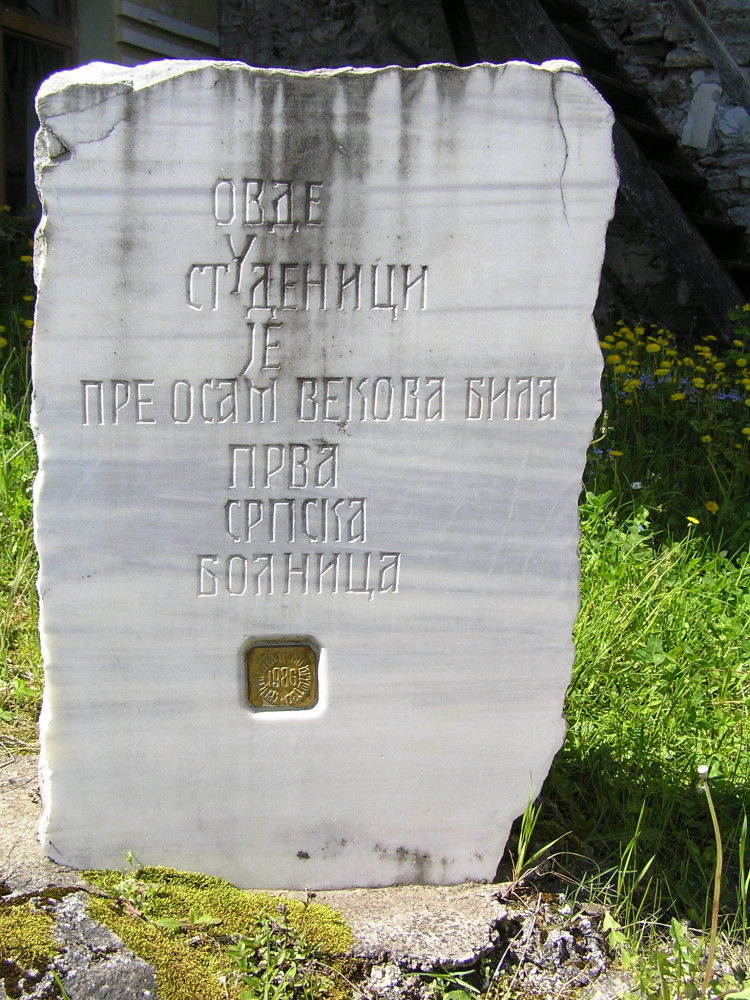 ОВДЕ
У СТУДЕНИЦИ
ЈЕ
ПРЕ ОСАМ ВЕКОВА БИЛА
ПРВА
СРПСКА
БОЛНИЦА
1986